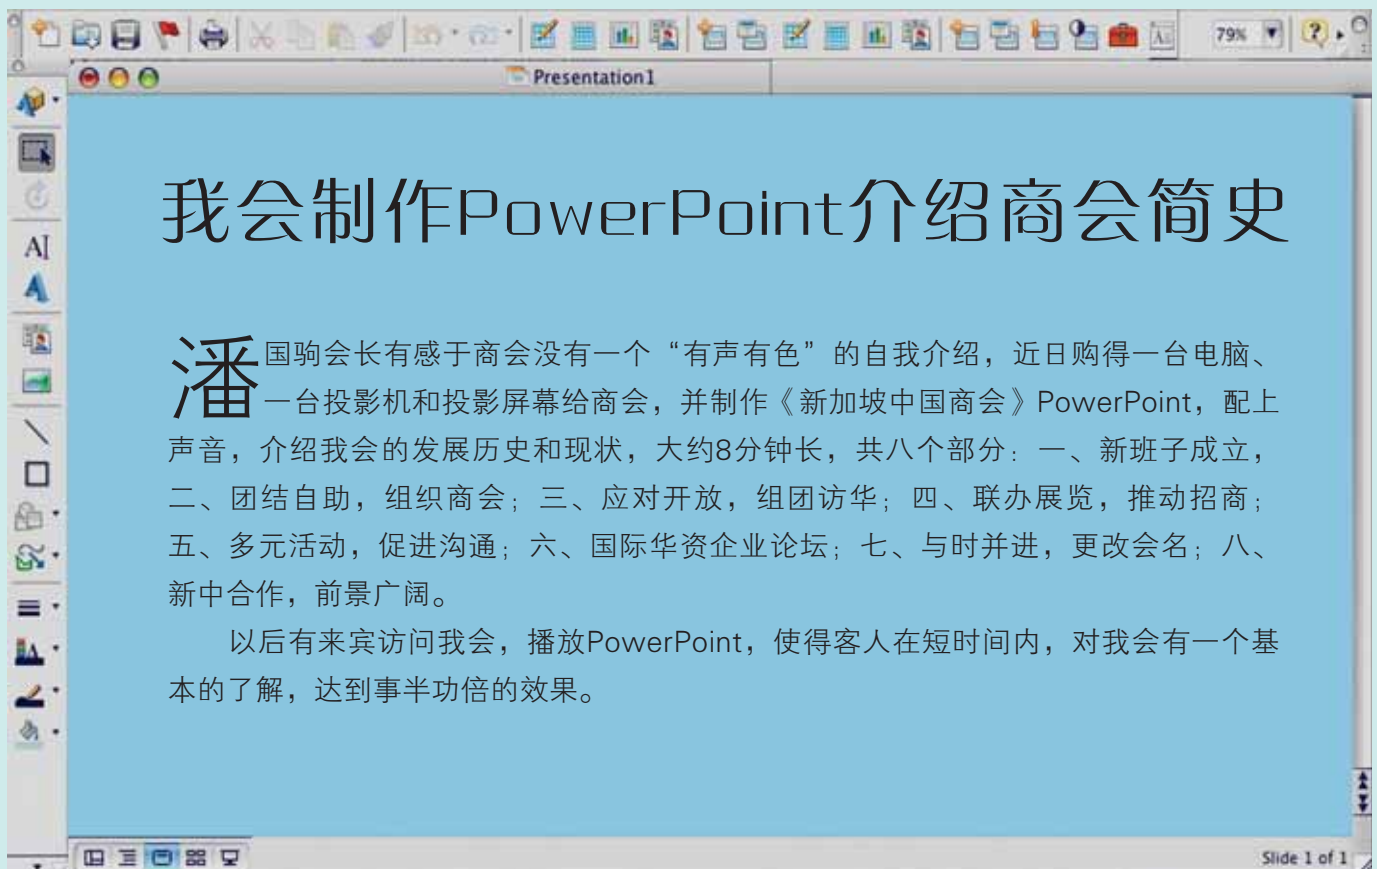 79%
Presentation1
我会制作PowerPoint介绍商会简史
潘国驹会长有感于商会没有一个“有声有色”的自我介绍，近日购得一台电脑、
一台投影机和投影屏幕给商会，并制作《新加坡中国商会》PowerPoint，配上
声音，介绍我会的发展历史和现状，大约8分钟长，共八个部分：一、新班子成立，
二、团结自助，组织商会；三、应对开放，组团访华；四、联办展览，推动招商；
五、多元活动，促进沟通；六、国际华资企业论坛；七、与时并进，更改会名；八、
新中合作，前景广阔。
以后有来宾访问我会，播放PowerPoint，使得客人在短时间内，对我会有一个基
本的了解，达到事半功倍的效果。
Slide 1 of 1